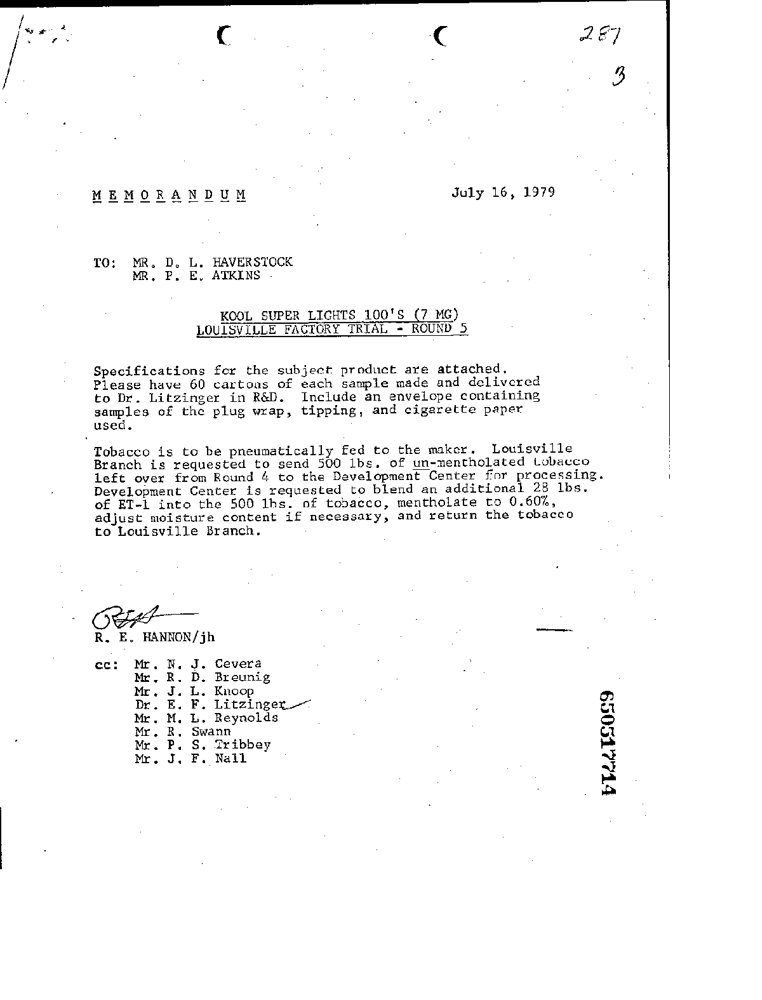 287
3
MEMORANDUM July 16, 1979
TO: MR. D. L. HAVERSTOCK
MR. P. E. ATKINS
KOOL SUPER LIGHTS 100'S (7 MG)
LOUISVILLE FACTORY TRIAL - ROUND 5
Specifications for the subject product are attached.
Please have 60 cartons of each sample made and delivered
to Dr. Litzinger in R&D. Include an envelope containing
samples of the plug wrap, tipping, and cigarette paper
used.
Tobacco is to be pneumatically fed to the maker. Louisville
Branch is requested to send 500 lbs. of un-mentholated tobacco
left over from Round 4 to the Development Center for processing.
Development Center is requested to blend an additional 28 lbs.
of ET-1 into the 500 lbs. of tobacco, mentholate to 0.60%,
adjust moisture content if necessary, and return the tobacco
to Louisville Branch.
R. E. HANNON/jh
cc: Mr. N. J. Cevera
Mr. R. D. Breunig
Mr. J. L. Knoop
Dr. E. F. Litzinger
Mr. M. L. Reynolds
Mr. R. Swann
Mr. P. S. Tribbey
Mr. J. F. Nall
650517714